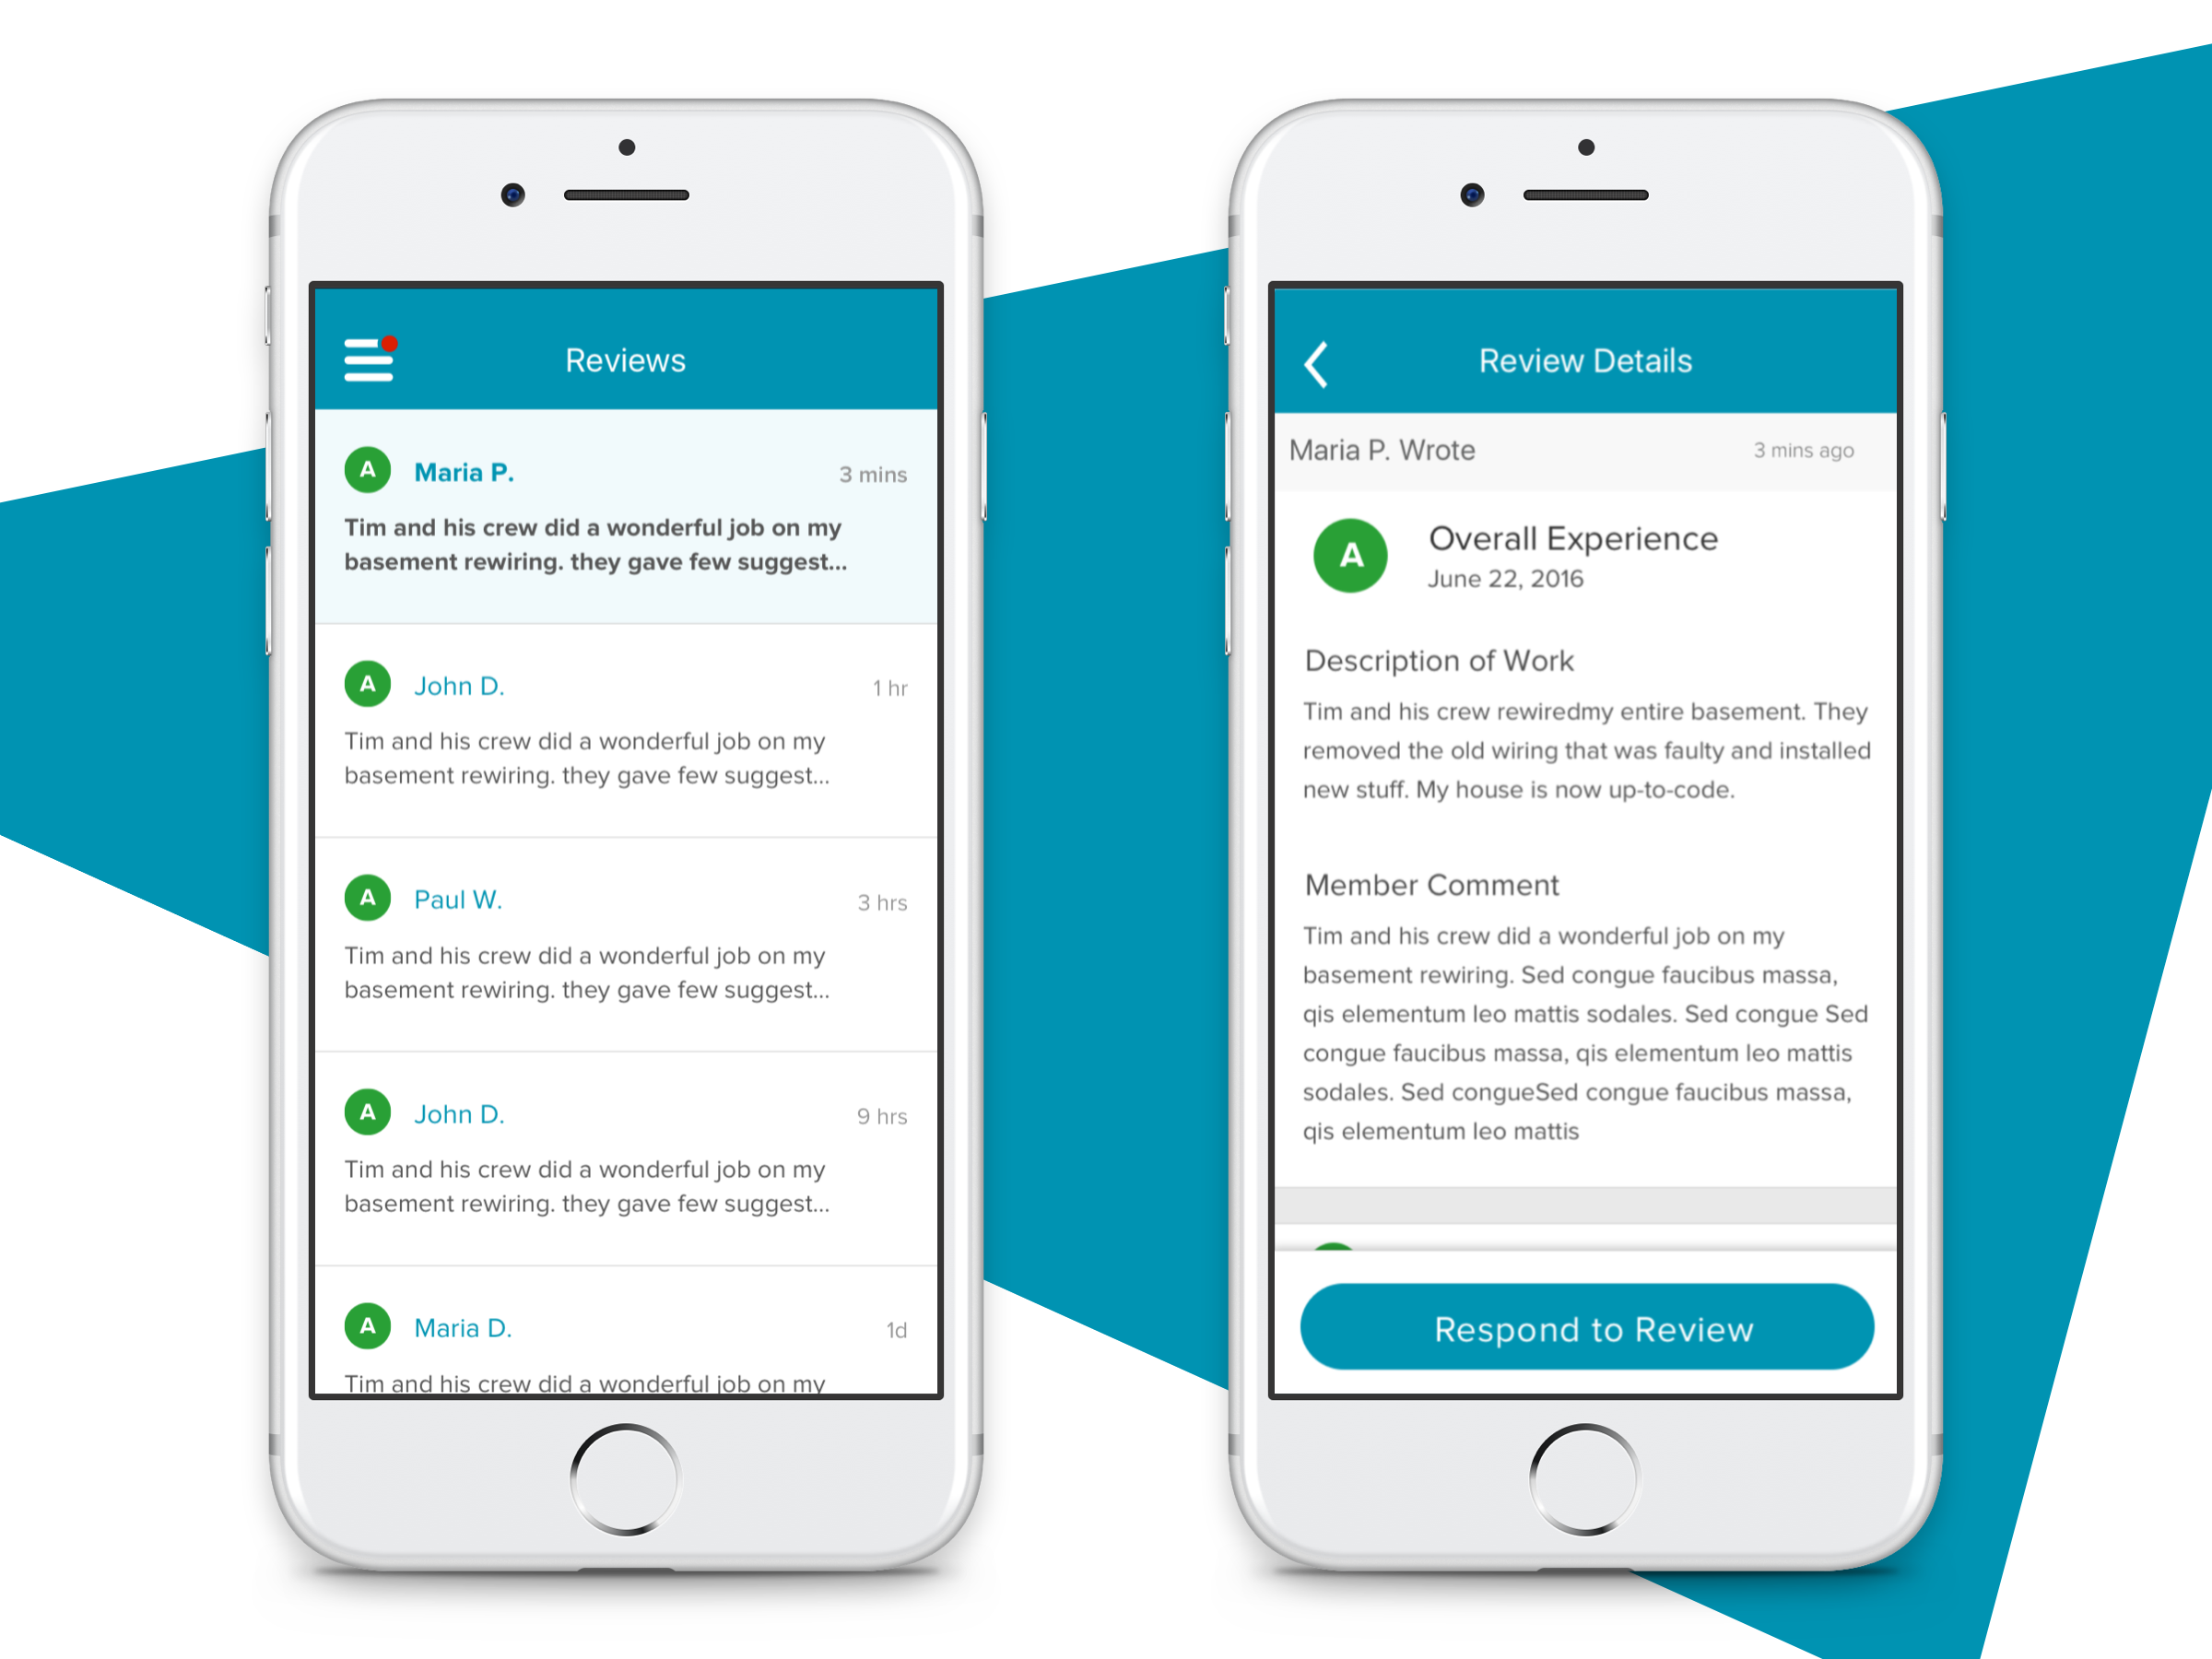 Reviews
A
Maria P.
3 mins
Tim and his crew did a wonderful job on my
basement rewiring. they gave few suggest...
A
John D.
1 hr
Tim and his crew did a wonderful job on my
basement rewiring. they gave few suggest...
A
Paul W.
3 hrs
Tim and his crew did a wonderful job on my
basement rewiring. they gave few suggest...
A
John D.
9 hrs
Tim and his crew did a wonderful job on my
basement rewiring. they gave few suggest...
A
Maria D.
1d
Tim and his crew did a wonderful job on my
Review Details
Maria P. Wrote
3 mins ago
A
Overall Experience
June 22, 2016
Description of Work
Tim and his crew rewiredmy entire basement. They
removed the old wiring that was faulty and installed
new stuff. My house is now up-to-code.
Member Comment
Tim and his crew did a wonderful job on my
basement rewiring. Sed congue faucibus massa,
qis elementum leo mattis sodales. Sed congue Sed
congue faucibus massa, qis elementum leo mattis
sodales. Sed congueSed congue faucibus massa,
qis elementum leo mattis
Respond to Review